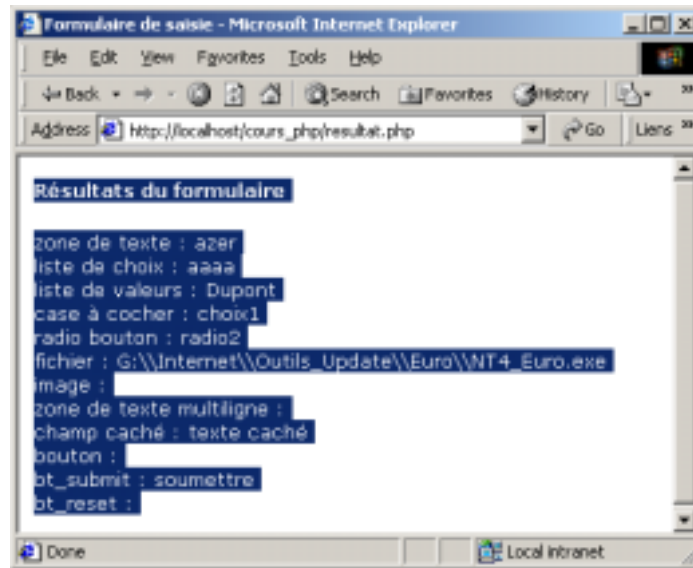 Formulaire de saisie - Microsoft Internet Explorer
File Edit View Favorites Tools Help
Back Search Favorites History »
Address http://localhost/cours_php/resultat.php Go Liens »
Résultats du formulaire
zone de texte : azer
liste de choix : aaaa
liste de valeurs : Dupont
case à cocher : choix1
radio bouton : radio2
fichier : G:\\Internet\\Outils_Update\\Euro\\NT4_Euro.exe
image :
zone de texte multiligne :
champ caché : texte caché
bouton :
bt_submit : soumettre
bt_reset :
Done Local intranet